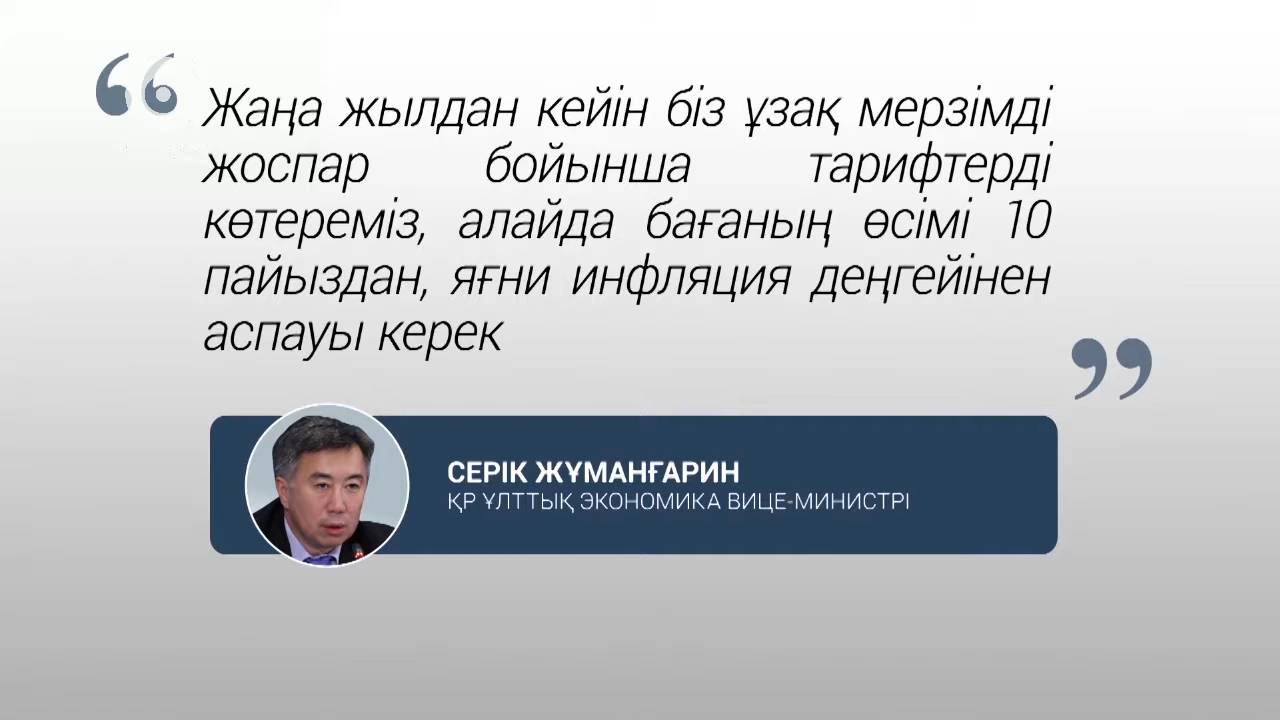 Жаңа жылдан кейін біз ұзақ мерзімді
жоспар бойынша тарифтерді
көтереміз, алайда бағаның өсімі 10
пайыздан, яғни инфляция деңгейінен
аспауы керек
СЕРІК ЖҰМАНҒАРИН
ҚР ҰЛТТЫҚ ЭКОНОМИКА ВИЦЕ-МИНИСТРІ